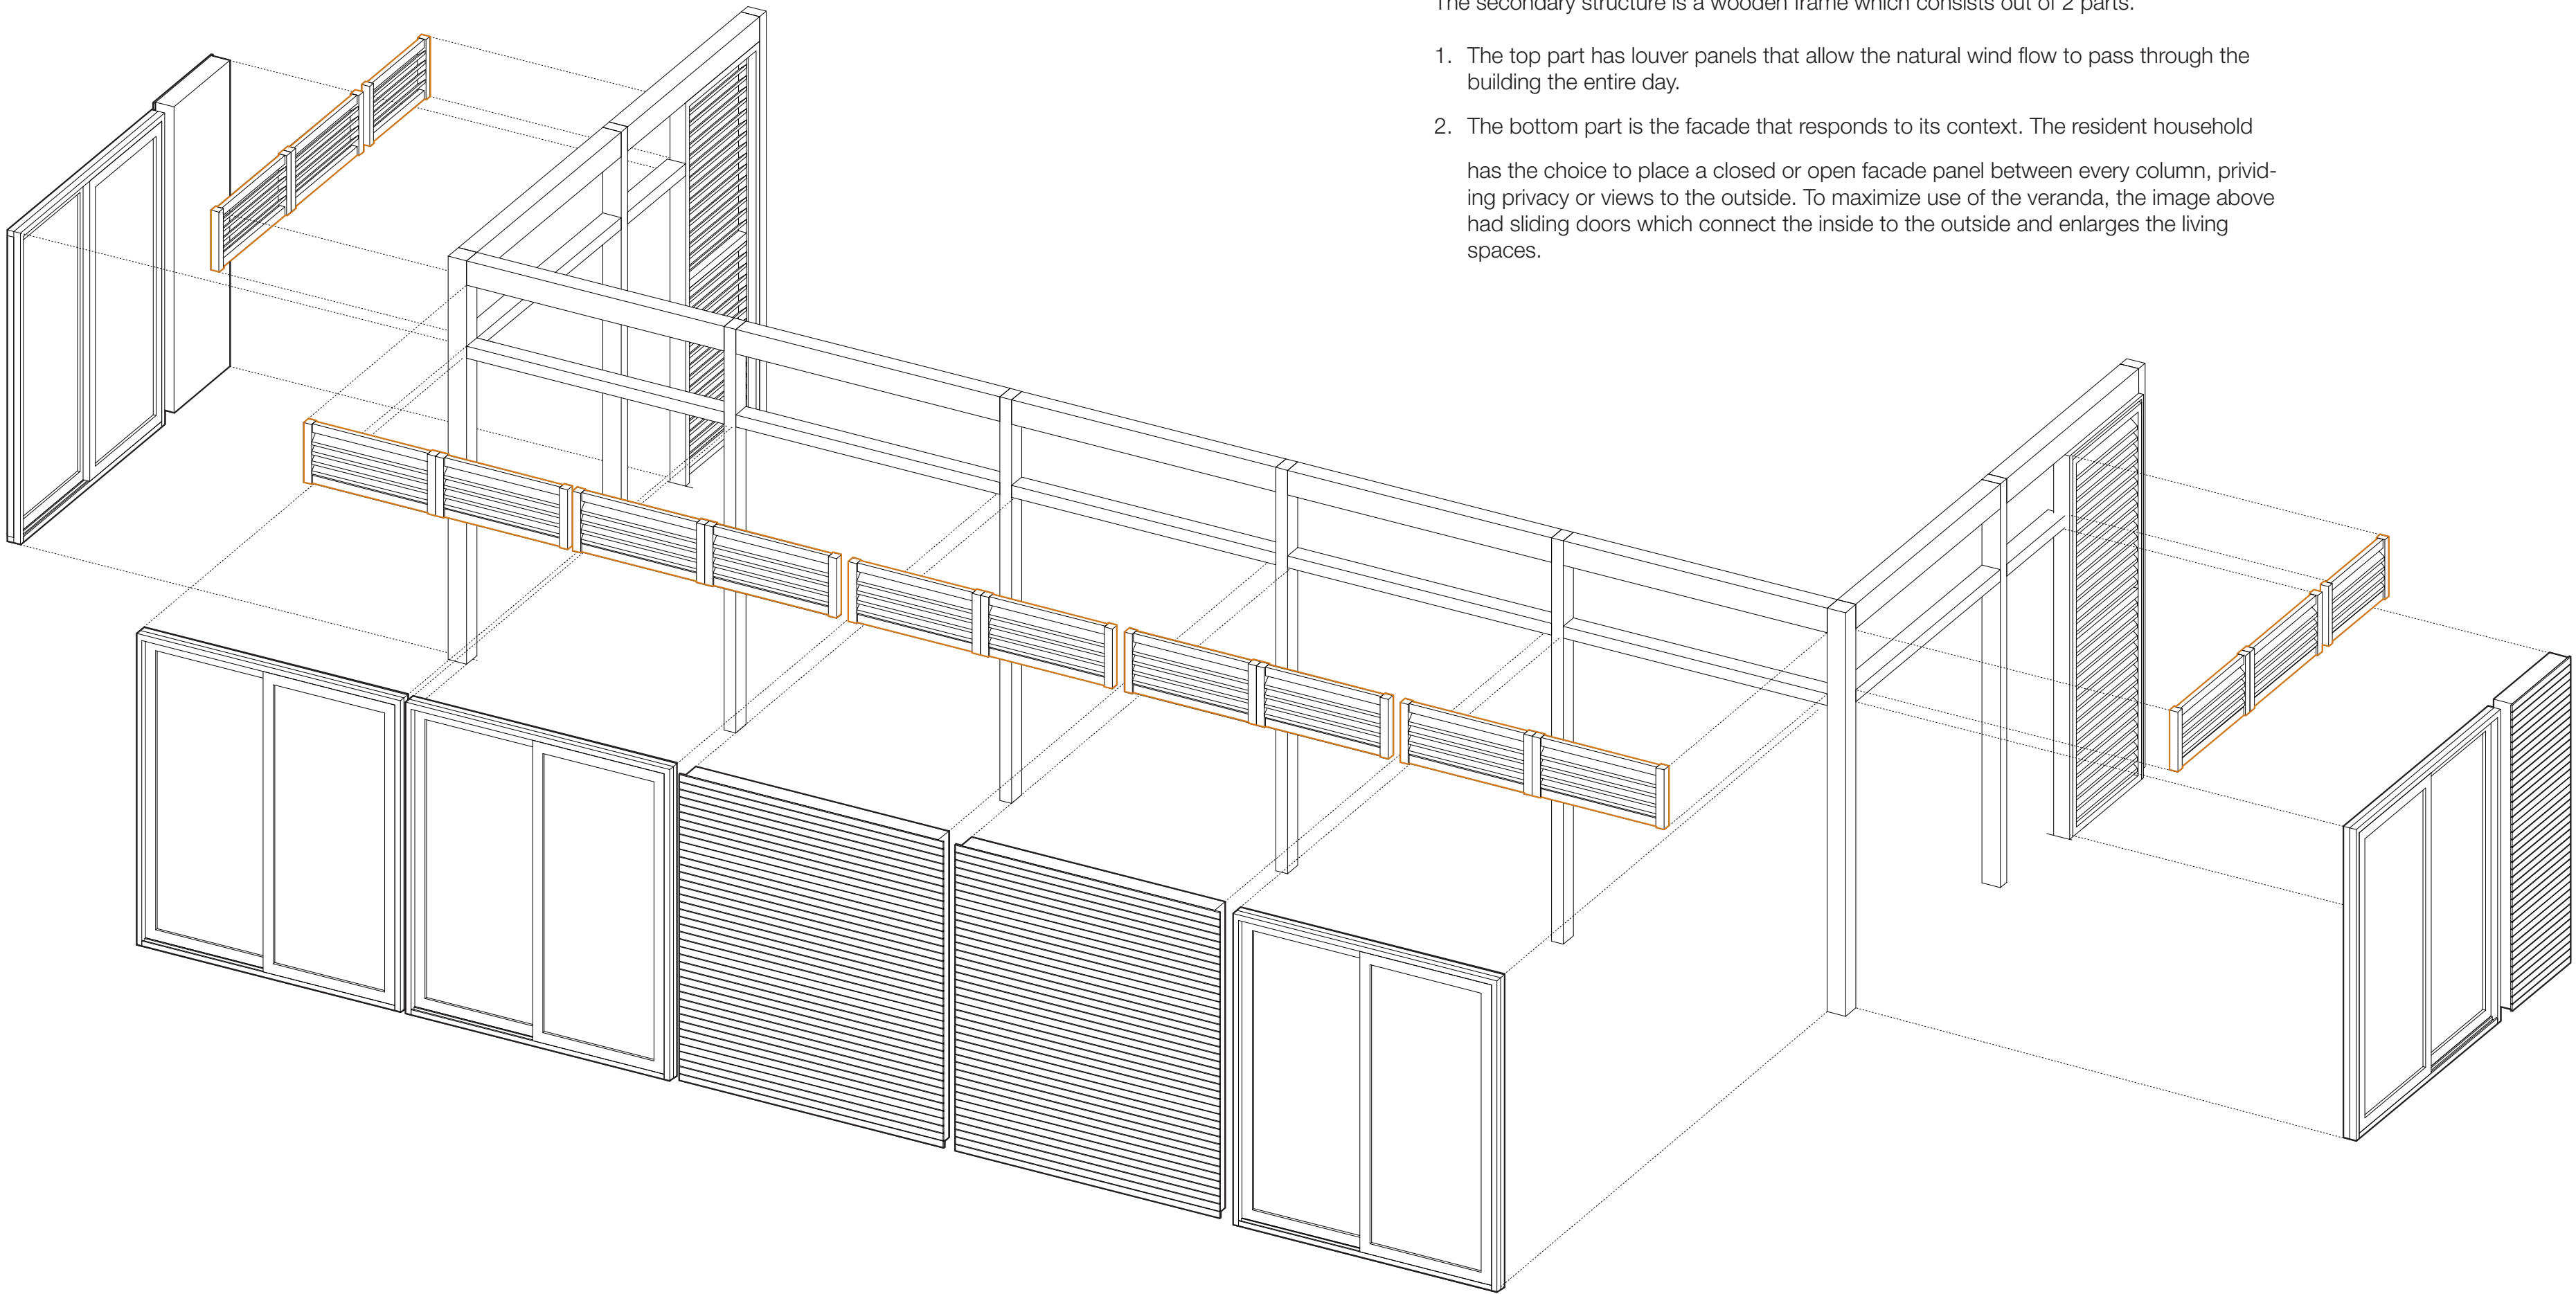 The secondary structure is a wooden frame which consists out of 2 parts.
1. The top part has louver panels that allow the natural wind flow to pass through the
building the entire day.
2. The bottom part is the facade that responds to its context. The resident household
has the choice to place a closed or open facade panel between every column, privid-
ing privacy or views to the outside. To maximize use of the veranda, the image above
had sliding doors which connect the inside to the outside and enlarges the living
spaces.